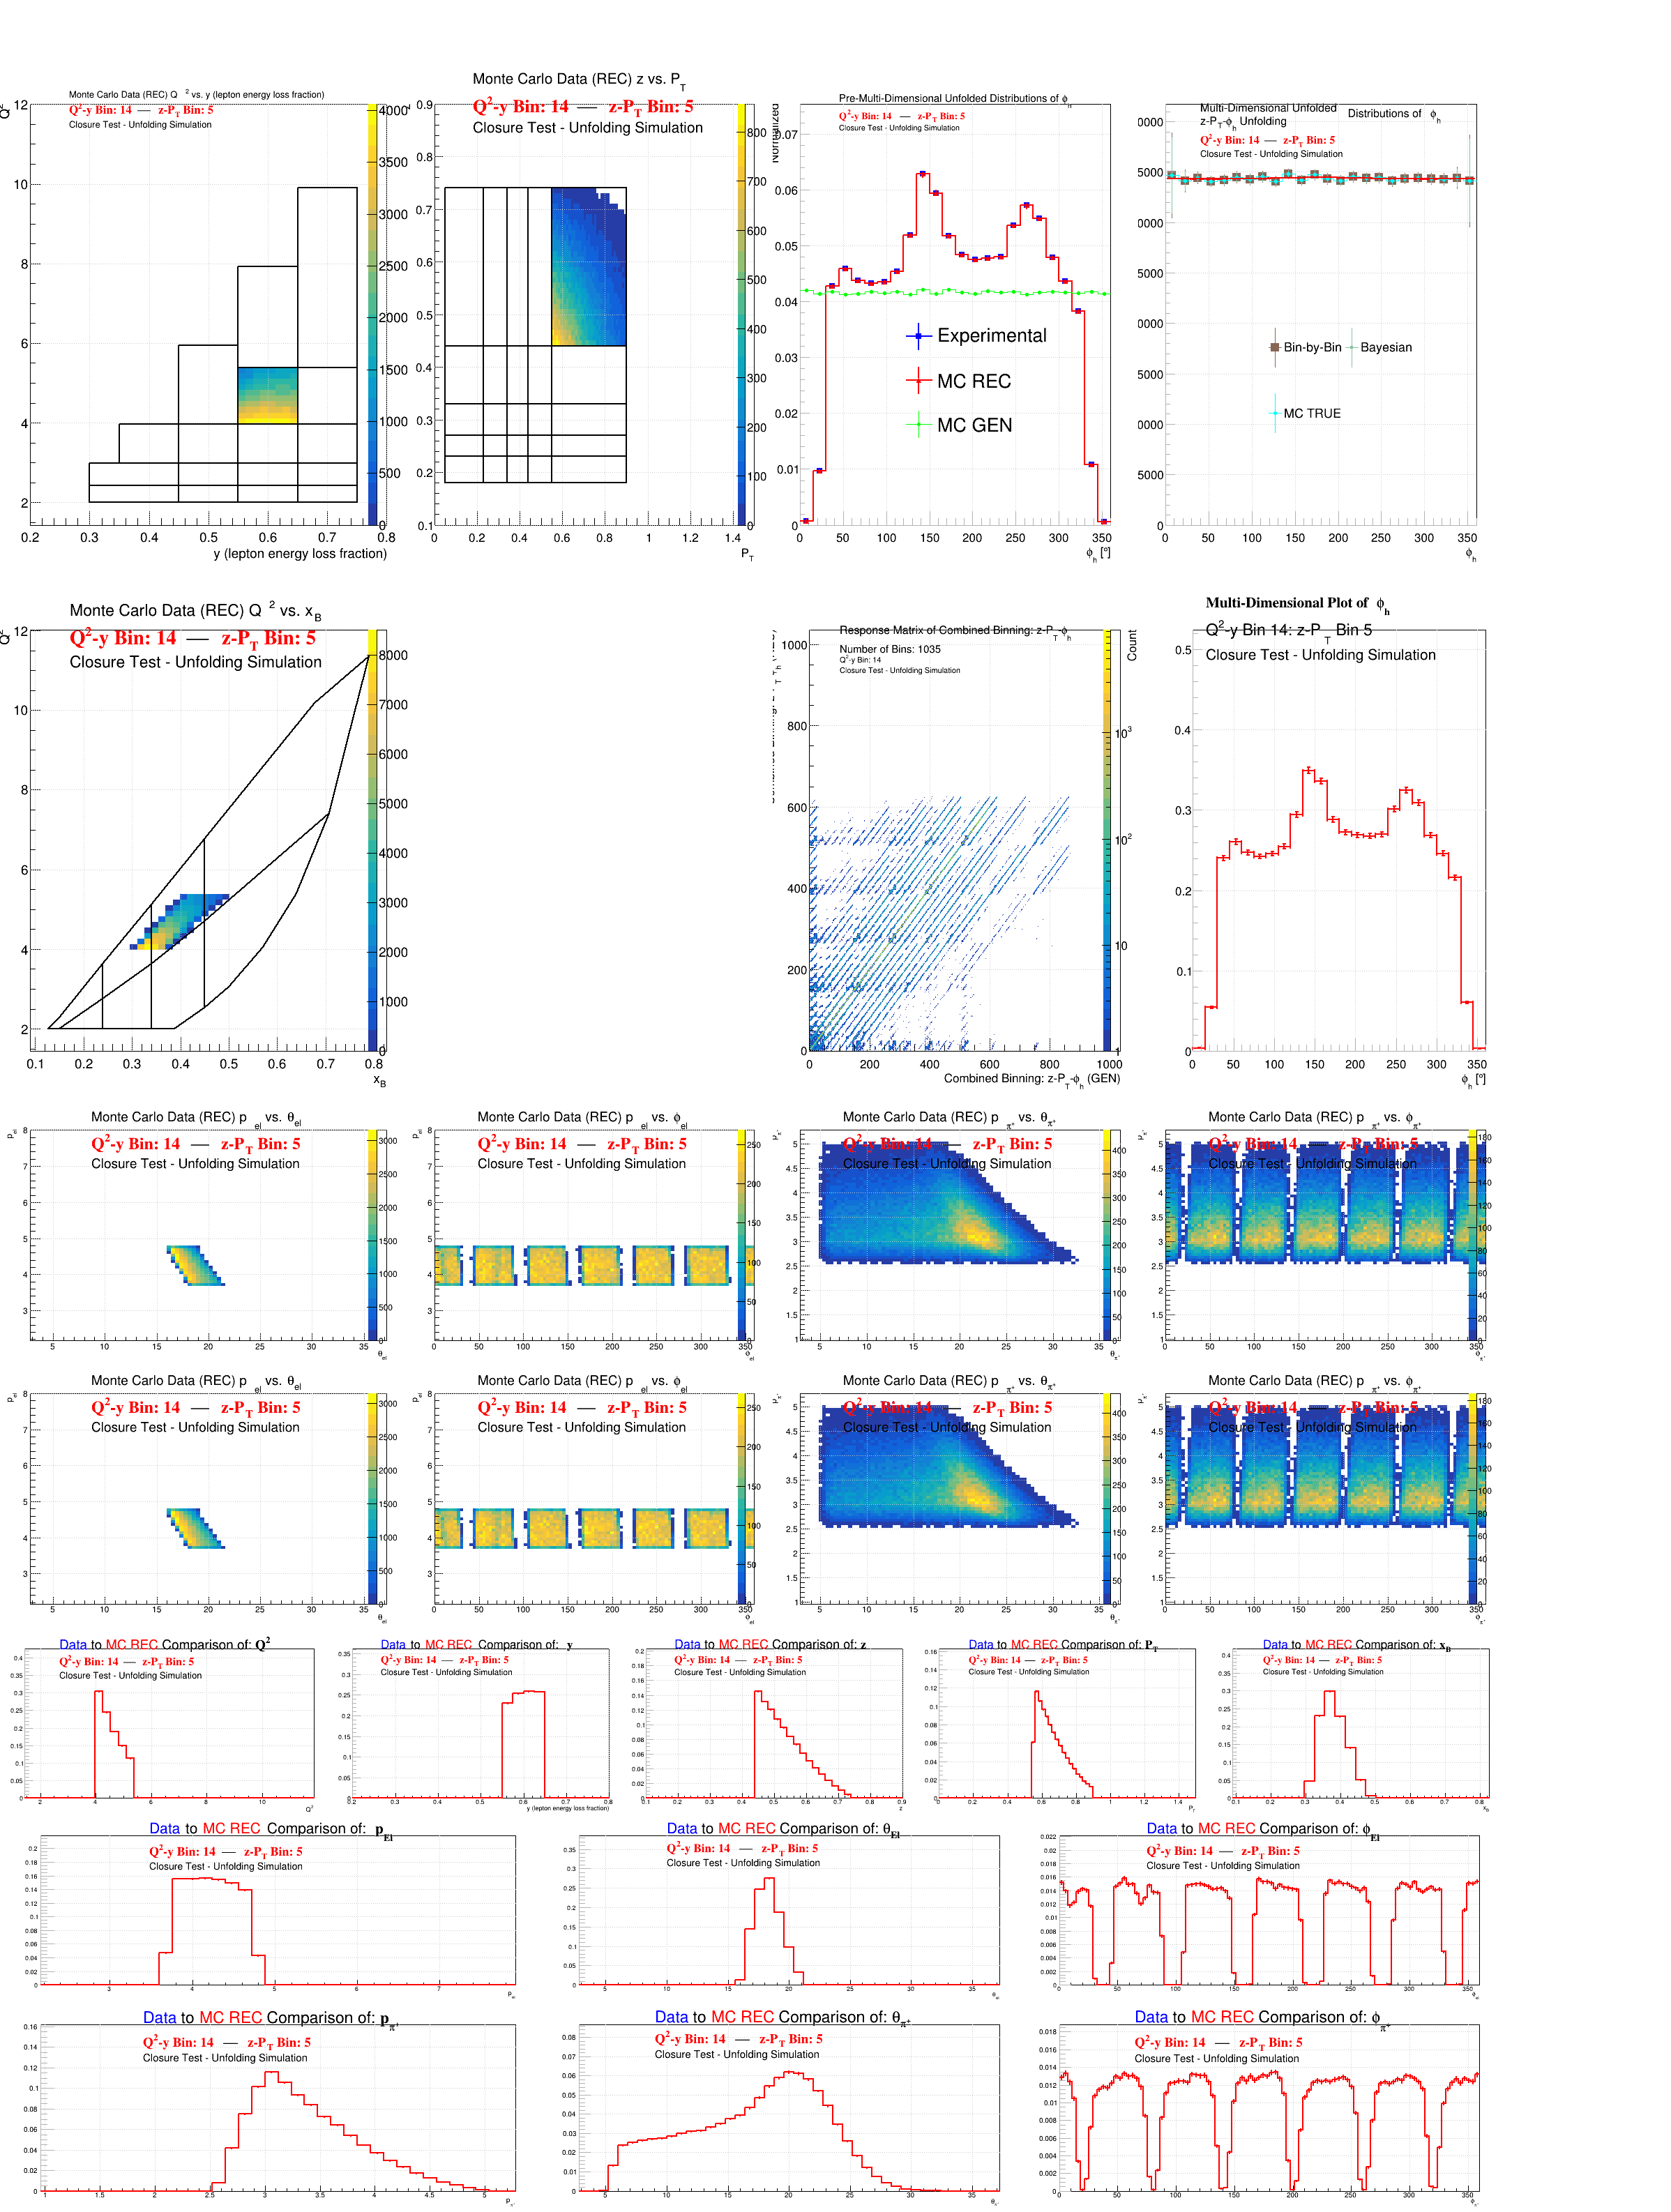 Monte Carlo Data (REC) Q² vs. y (lepton energy loss fraction)
Q²-y Bin: 14 — z-P_T Bin: 5
Closure Test - Unfolding Simulation
y (lepton energy loss fraction)
Monte Carlo Data (REC) z vs. P_T
Q²-y Bin: 14 — z-P_T Bin: 5
Closure Test - Unfolding Simulation
P_T
Pre-Multi-Dimensional Unfolded Distributions of ϕ_h
Q²-y Bin: 14 — z-P_T Bin: 5
Closure Test - Unfolding Simulation
Experimental
MC REC
MC GEN
ϕ_h [°]
Multi-Dimensional Unfolded Distributions of ϕ_h
z-P_T-ϕ_h Unfolding
Q²-y Bin: 14 — z-P_T Bin: 5
Closure Test - Unfolding Simulation
Bin-by-Bin
Bayesian
MC TRUE
ϕ_h
Monte Carlo Data (REC) Q² vs. x_B
Q²-y Bin: 14 — z-P_T Bin: 5
Closure Test - Unfolding Simulation
x_B
Response Matrix of Combined Binning: z-P_T-ϕ_h
Number of Bins: 1035
Q²-y Bin: 14
Closure Test - Unfolding Simulation
Count
Combined Binning: z-P_T-ϕ_h (GEN)
Multi-Dimensional Plot of ϕ_h
Q²-y Bin 14: z-P_T Bin 5
Closure Test - Unfolding Simulation
ϕ_h [°]
Monte Carlo Data (REC) p_el vs. θ_el
Q²-y Bin: 14 — z-P_T Bin: 5
Closure Test - Unfolding Simulation
Monte Carlo Data (REC) p_el vs. ϕ_el
Q²-y Bin: 14 — z-P_T Bin: 5
Closure Test - Unfolding Simulation
Monte Carlo Data (REC) p_π⁺ vs. θ_π⁺
Q²-y Bin: 14 — z-P_T Bin: 5
Closure Test - Unfolding Simulation
Monte Carlo Data (REC) p_π⁺ vs. ϕ_π⁺
Q²-y Bin: 14 — z-P_T Bin: 5
Closure Test - Unfolding Simulation
Monte Carlo Data (REC) p_el vs. θ_el
Q²-y Bin: 14 — z-P_T Bin: 5
Closure Test - Unfolding Simulation
Monte Carlo Data (REC) p_el vs. ϕ_el
Q²-y Bin: 14 — z-P_T Bin: 5
Closure Test - Unfolding Simulation
Monte Carlo Data (REC) p_π⁺ vs. θ_π⁺
Q²-y Bin: 14 — z-P_T Bin: 5
Closure Test - Unfolding Simulation
Monte Carlo Data (REC) p_π⁺ vs. ϕ_π⁺
Q²-y Bin: 14 — z-P_T Bin: 5
Closure Test - Unfolding Simulation
Data to MC REC Comparison of: Q²
Q²-y Bin: 14 — z-P_T Bin: 5
Closure Test - Unfolding Simulation
Q²
Data to MC REC Comparison of: y
Q²-y Bin: 14 — z-P_T Bin: 5
Closure Test - Unfolding Simulation
y (lepton energy loss fraction)
Data to MC REC Comparison of: z
Q²-y Bin: 14 — z-P_T Bin: 5
Closure Test - Unfolding Simulation
z
Data to MC REC Comparison of: P_T
Q²-y Bin: 14 — z-P_T Bin: 5
Closure Test - Unfolding Simulation
P_T
Data to MC REC Comparison of: x_B
Q²-y Bin: 14 — z-P_T Bin: 5
Closure Test - Unfolding Simulation
x_B
Data to MC REC Comparison of: p_El
Q²-y Bin: 14 — z-P_T Bin: 5
Closure Test - Unfolding Simulation
Data to MC REC Comparison of: θ_El
Q²-y Bin: 14 — z-P_T Bin: 5
Closure Test - Unfolding Simulation
Data to MC REC Comparison of: ϕ_El
Q²-y Bin: 14 — z-P_T Bin: 5
Closure Test - Unfolding Simulation
Data to MC REC Comparison of: p_π⁺
Q²-y Bin: 14 — z-P_T Bin: 5
Closure Test - Unfolding Simulation
Data to MC REC Comparison of: θ_π⁺
Q²-y Bin: 14 — z-P_T Bin: 5
Closure Test - Unfolding Simulation
Data to MC REC Comparison of: ϕ_π⁺
Q²-y Bin: 14 — z-P_T Bin: 5
Closure Test - Unfolding Simulation